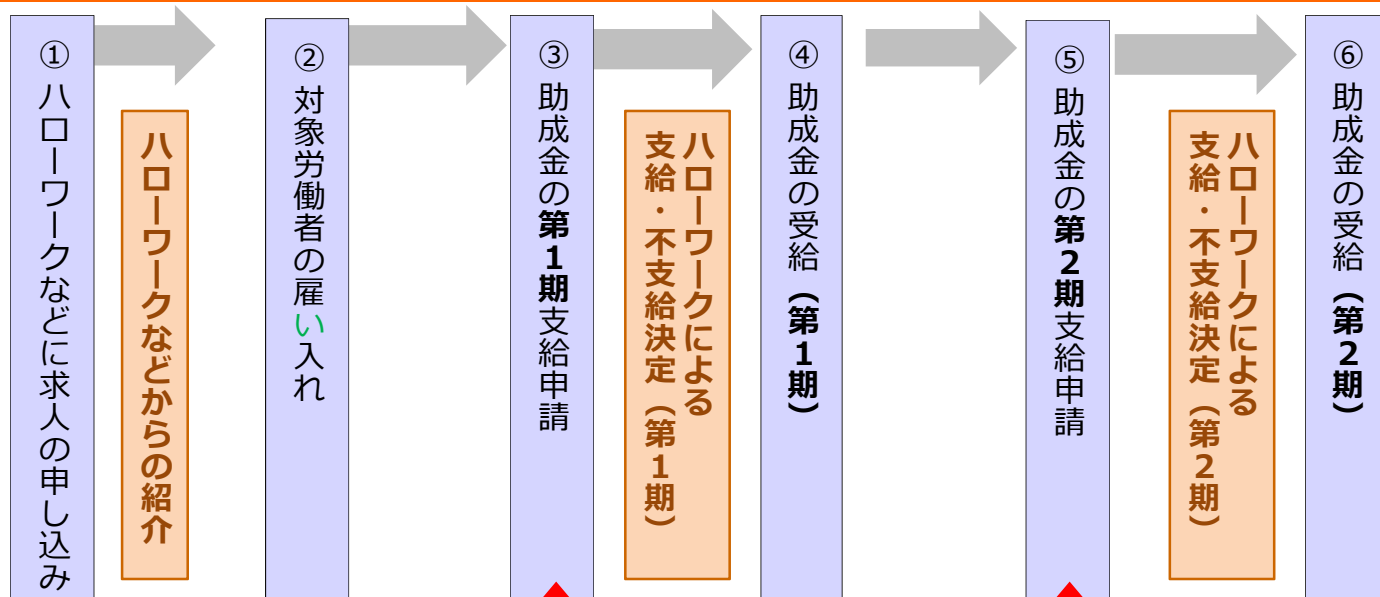 ① ハローワークなどに求人の申し込み
ハローワークなどからの紹介
② 対象労働者の雇い入れ
③ 助成金の第1期支給申請
ハローワークによる
支給・不支給決定（第1期）
④ 助成金の受給（第1期）
⑤ 助成金の第2期支給申請
ハローワークによる
支給・不支給決定（第2期）
⑥ 助成金の受給（第2期）